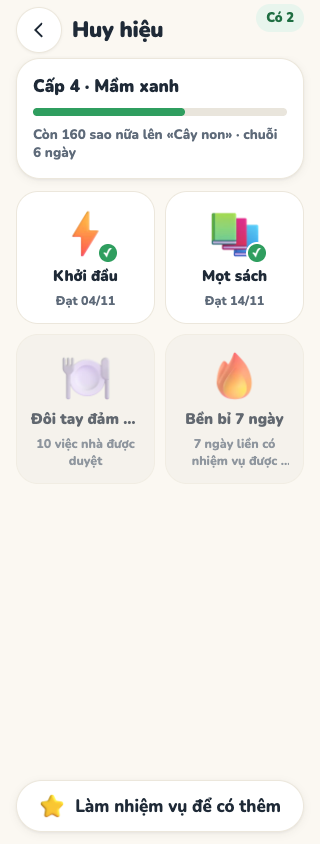 Huy hiệu
Có 2
Cấp 4 · Mầm xanh
Còn 160 sao nữa lên «Cây non» · chuỗi
6 ngày
Khởi đầu
Đạt 04/11
Mọt sách
Đạt 14/11
Đôi tay đảm ...
10 việc nhà được
duyệt
Bền bỉ 7 ngày
7 ngày liền có
nhiệm vụ được ...
Làm nhiệm vụ để có thêm